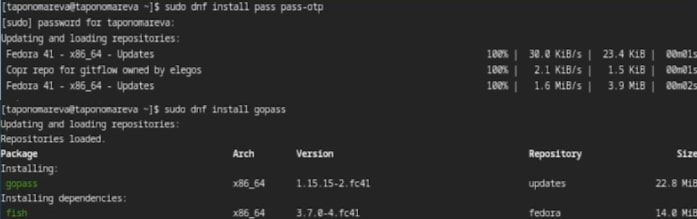 [taponomareva@taponomareva ~]$ sudo dnf install pass pass-otp
[sudo] password for taponomareva:
Updating and loading repositories:
Fedora 41 - x86_64 - Updates 100% | 30.0 KiB/s | 23.4 KiB | 00m01s
Copr repo for gitflow owned by elegos 100% | 2.1 KiB/s | 1.5 KiB | 00m01s
Fedora 41 - x86_64 - Updates 100% | 1.6 MiB/s | 3.9 MiB | 00m02s
[taponomareva@taponomareva ~]$ sudo dnf install gopass
Updating and loading repositories:
Repositories loaded.
Package Arch Version Repository Size
Installing:
gopass x86_64 1.15.15-2.fc41 updates 22.8 MiB
Installing dependencies:
fish x86_64 3.7.0-4.fc41 fedora 14.0 MiB